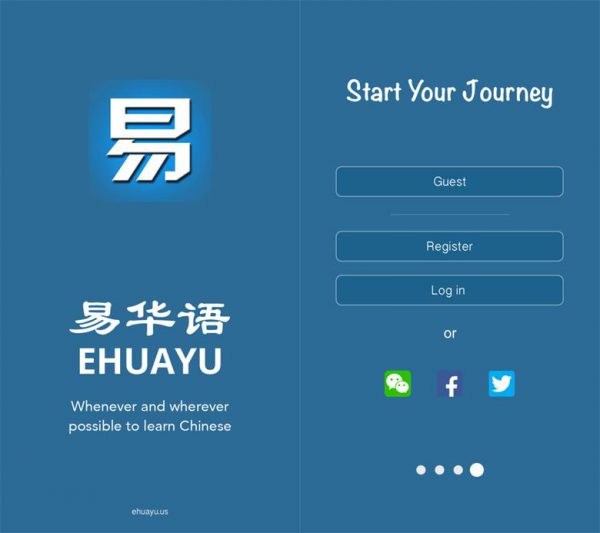 易
易华语
EHUAYU
Whenever and wherever
possible to learn Chinese
ehuayu.us
Start Your Journey
Guest
Register
Log in
or